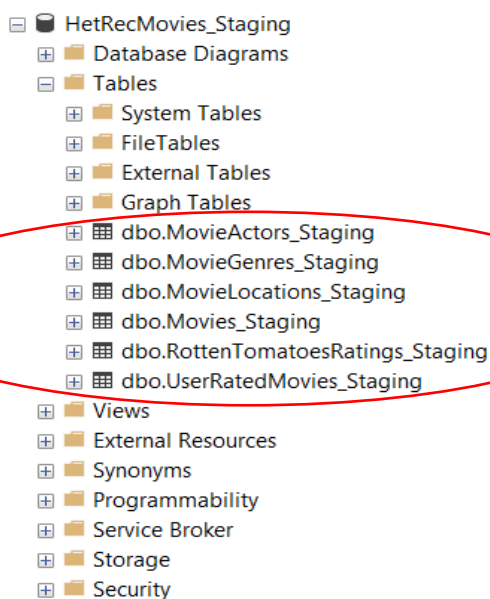 HetRecMovies_Staging
Database Diagrams
Tables
System Tables
FileTables
External Tables
Graph Tables
dbo.MovieActors_Staging
dbo.MovieGenres_Staging
dbo.MovieLocations_Staging
dbo.Movies_Staging
dbo.RottenTomatoesRatings_Staging
dbo.UserRatedMovies_Staging
Views
External Resources
Synonyms
Programmability
Service Broker
Storage
Security